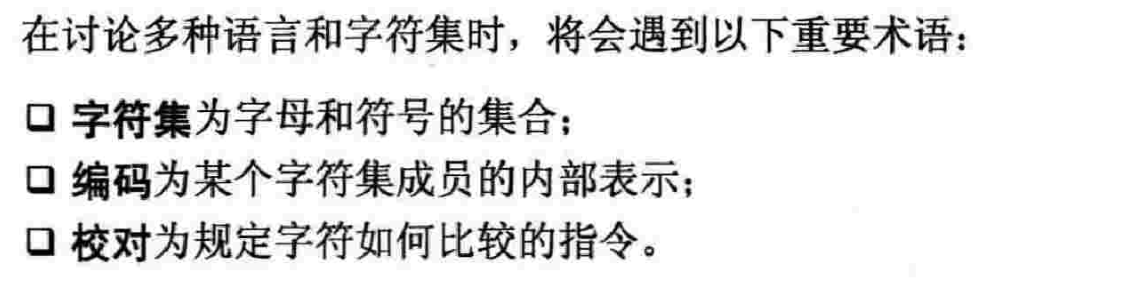 在讨论多种语言和字符集时，将会遇到以下重要术语：
❑ 字符集为字母和符号的集合；
❑ 编码为某个字符集成员的内部表示；
❑ 校对为规定字符如何比较的指令。